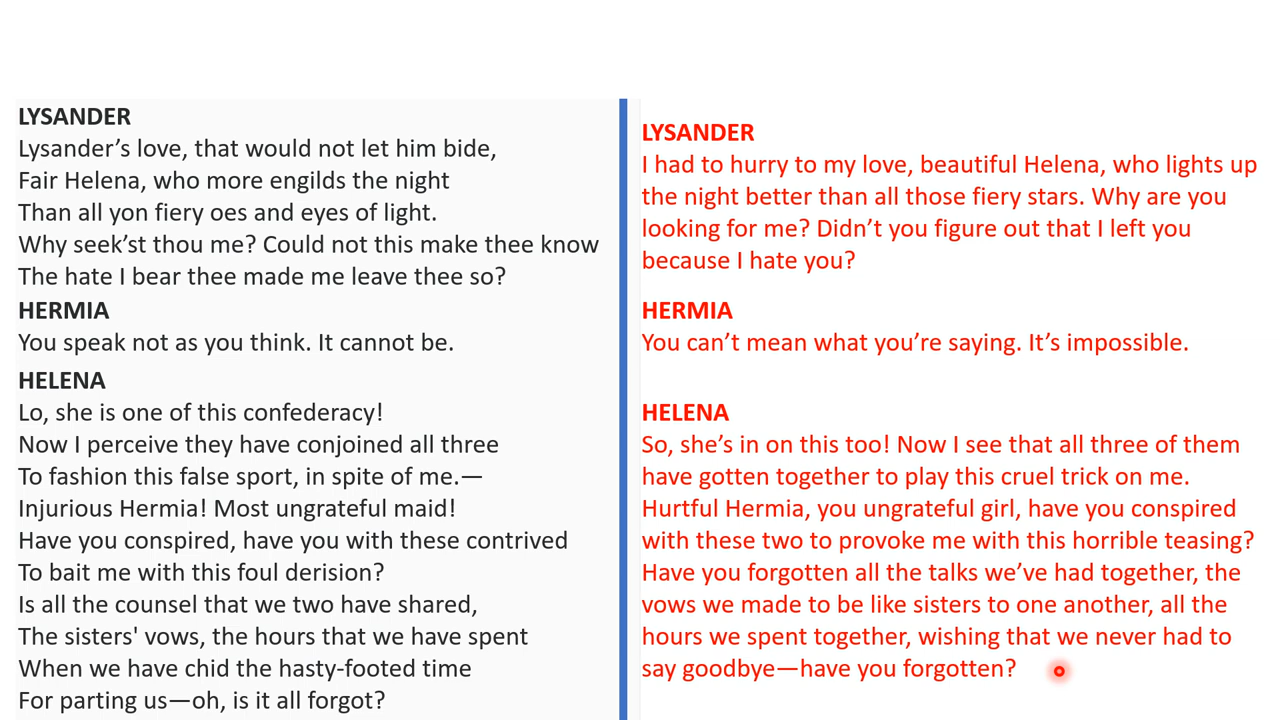 LYSANDER
Lysander’s love, that would not let him bide,
Fair Helena, who more engilds the night
Than all yon fiery oes and eyes of light.
Why seek’st thou me? Could not this make thee know
The hate I bear thee made me leave thee so?
HERMIA
You speak not as you think. It cannot be.
HELENA
Lo, she is one of this confederacy!
Now I perceive they have conjoined all three
To fashion this false sport, in spite of me.—
Injurious Hermia! Most ungrateful maid!
Have you conspired, have you with these contrived
To bait me with this foul derision?
Is all the counsel that we two have shared,
The sisters' vows, the hours that we have spent
When we have chid the hasty-footed time
For parting us—oh, is it all forgot?
LYSANDER
I had to hurry to my love, beautiful Helena, who lights up
the night better than all those fiery stars. Why are you
looking for me? Didn’t you figure out that I left you
because I hate you?
HERMIA
You can’t mean what you’re saying. It’s impossible.
HELENA
So, she’s in on this too! Now I see that all three of them
have gotten together to play this cruel trick on me.
Hurtful Hermia, you ungrateful girl, have you conspired
with these two to provoke me with this horrible teasing?
Have you forgotten all the talks we’ve had together, the
vows we made to be like sisters to one another, all the
hours we spent together, wishing that we never had to
say goodbye—have you forgotten?